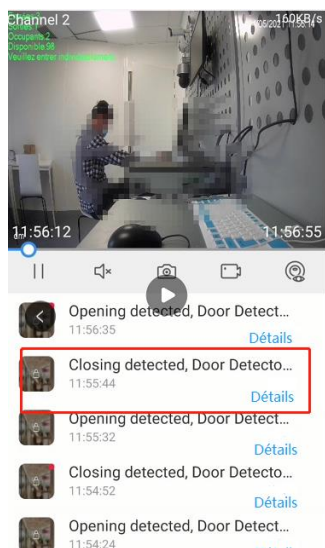 Channel 2
160KB/s
Occupants 2
Disponible 98
Veuillez entrer
11:56:12
11:56:55
Opening detected, Door Detect...
11:56:35
Détails
Closing detected, Door Detecto...
11:55:44
Détails
Opening detected, Door Detect...
11:55:32
Détails
Closing detected, Door Detecto...
11:54:52
Détails
Opening detected, Door Detect...
11:54:24